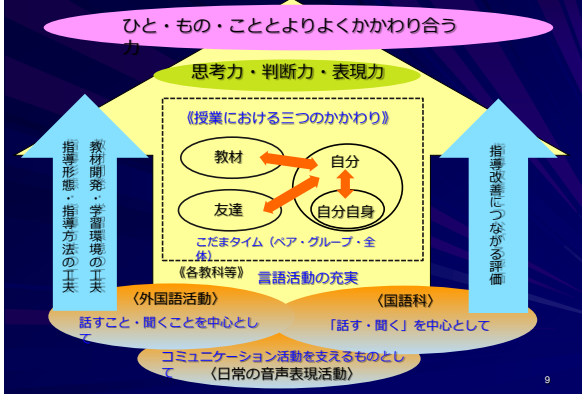 ひと・もの・こととよりよくかかわり合う
力
思考力・判断力・表現力
《授業における三つのかかわり》
教材
自分
友達
自分自身
こだまタイム（ペア・グループ・全
体）
《各教科等》
言語活動の充実
教材開発・学習環境の工夫
指導形態・指導方法の工夫
指導改善につながる評価
〈外国語活動〉
話すこと・聞くことを中心とし
て
〈国語科〉
「話す・聞く」を中心として
コミュニケーション活動を支えるものとし
て
〈日常の音声表現活動〉
9